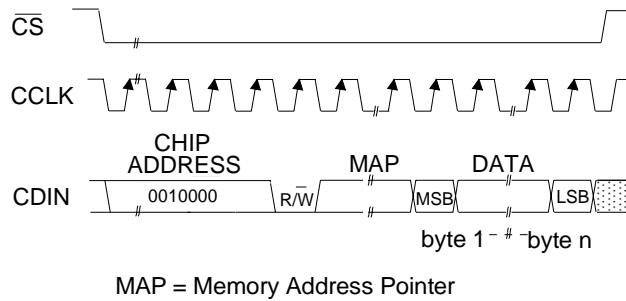 CS
CCLK
CHIP
ADDRESS
MAP
DATA
CDIN
0010000
R/W
MSB
LSB
byte 1
byte n
MAP = Memory Address Pointer